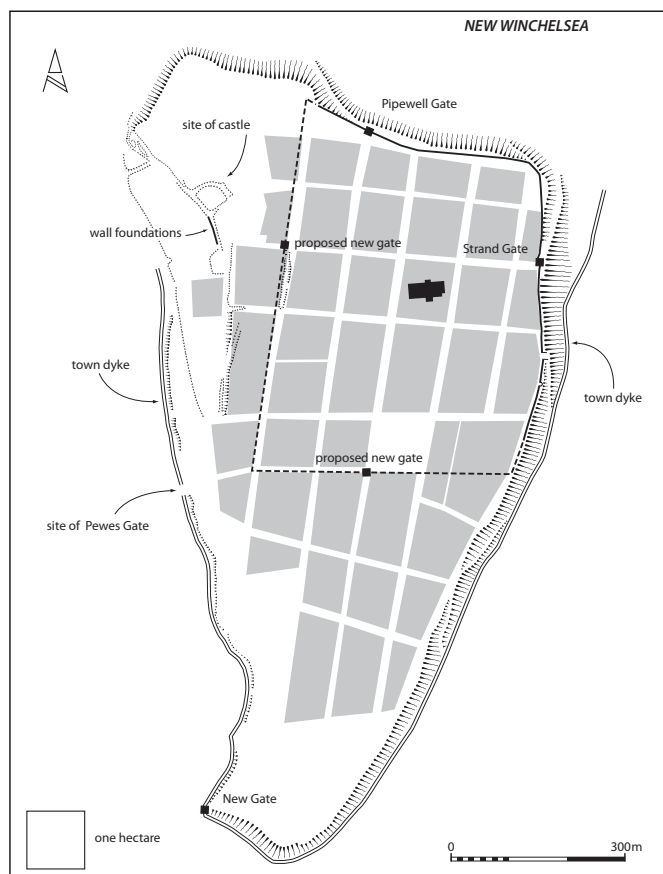 NEW WINCHELSEA
Pipewell Gate
site of castle
wall foundations
proposed new gate
Strand Gate
town dyke
town dyke
proposed new gate
site of Pewes Gate
New Gate
one hectare
0 300m